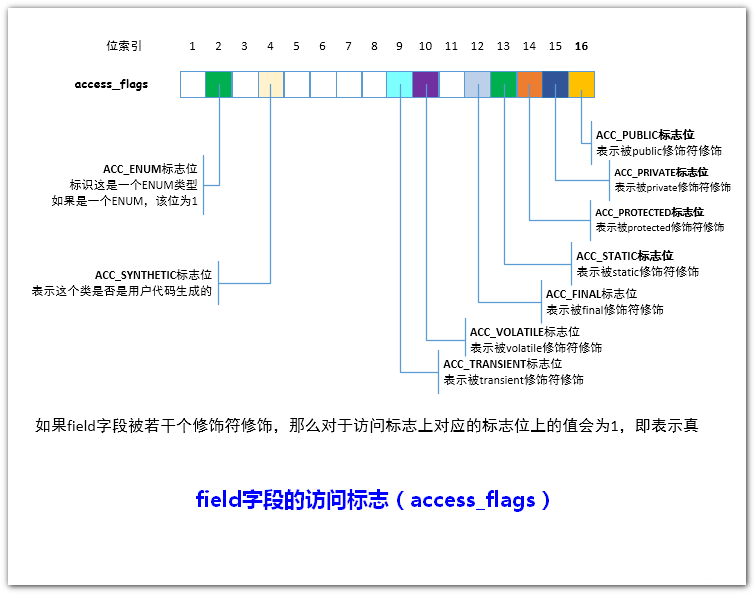 位索引 1 2 3 4 5 6 7 8 9 10 11 12 13 14 15 16
access_flags
ACC_PUBLIC标志位
表示被public修饰符修饰
ACC_PRIVATE标志位
表示被private修饰符修饰
ACC_PROTECTED标志位
表示被protected修饰符修饰
ACC_STATIC标志位
表示被static修饰符修饰
ACC_FINAL标志位
表示被final修饰符修饰
ACC_VOLATILE标志位
表示被volatile修饰符修饰
ACC_TRANSIENT标志位
表示被transient修饰符修饰
ACC_ENUM标志位
标识这是一个ENUM类型
如果是一个ENUM，该位为1
ACC_SYNTHETIC标志位
表示这个类是否是用户代码生成的
如果field字段被若干个修饰符修饰，那么对于访问标志上对应的标志位上的值会为1，即表示真
field字段的访问标志（access_flags）